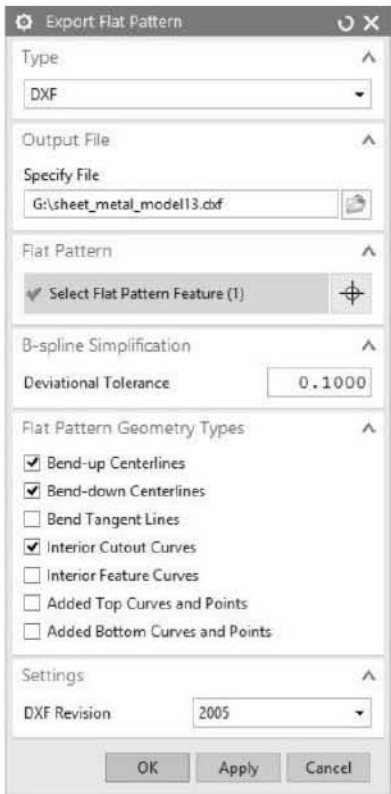 Export Flat Pattern
Type
DXF
Output File
Specify File
G:\sheet_metal_model13.dxf
Flat Pattern
Select Flat Pattern Feature (1)
B-spline Simplification
Deviational Tolerance 0.1000
Flat Pattern Geometry Types
Bend-up Centerlines
Bend-down Centerlines
Bend Tangent Lines
Interior Cutout Curves
Interior Feature Curves
Added Top Curves and Points
Added Bottom Curves and Points
Settings
DXF Revision 2005
OK Apply Cancel